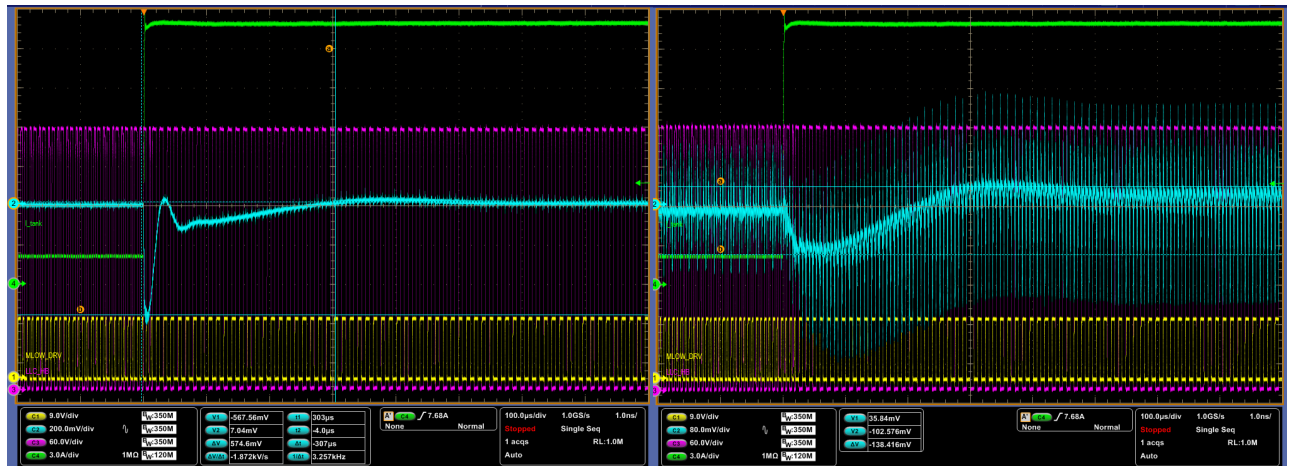 a
2
I_tank
4
b
MLOW_DRV
1
C1 9.0V/div BW:350M
C2 200.0mV/div BW:350M
C3 60.0V/div BW:350M
C4 3.0A/div 1MΩ BW:120M
V1 -567.56mV
V2 7.04mV
ΔV 574.6mV
ΔV/Δt -1.872kV/s
t1 303µs
t2 -4.0µs
Δt -307µs
1/Δt 3.257kHz
A' C4 7.68A
None Normal
100.0µs/div 1.0GS/s 1.0ns/
Stopped Single Seq
1 acqs RL:1.0M
Auto
a
2
b
4
MLOW_DRV
C1 9.0V/div BW:350M
C2 80.0mV/div BW:350M
C3 60.0V/div BW:350M
C4 3.0A/div 1MΩ BW:120M
V1 35.84mV
V2 -102.576mV
ΔV -138.416mV
A' C4 7.68A
None Normal
100.0µs/div 1.0GS/s 1.0ns/
Stopped Single Seq
1 acqs RL:1.0M
Auto